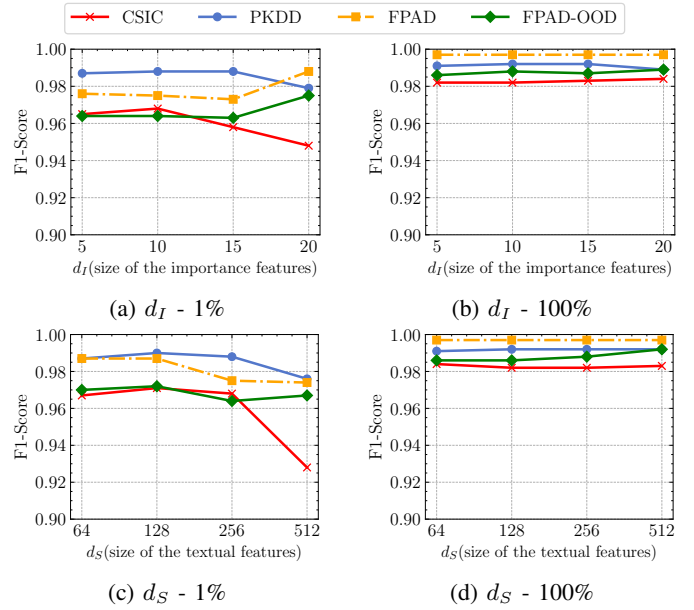 CSIC PKDD FPAD FPAD-OOD
1.00 1.00
0.98 0.98
0.96 0.96
0.94 0.94
0.92 0.92
0.90 0.90
F1-Score F1-Score
5 10 15 20 5 10 15 20
d_I(size of the importance features) d_I(size of the importance features)
(a) d_I - 1% (b) d_I - 100%
1.00 1.00
0.98 0.98
0.96 0.96
0.94 0.94
0.92 0.92
0.90 0.90
F1-Score F1-Score
64 128 256 512 64 128 256 512
d_S(size of the textual features) d_S(size of the textual features)
(c) d_S - 1% (d) d_S - 100%